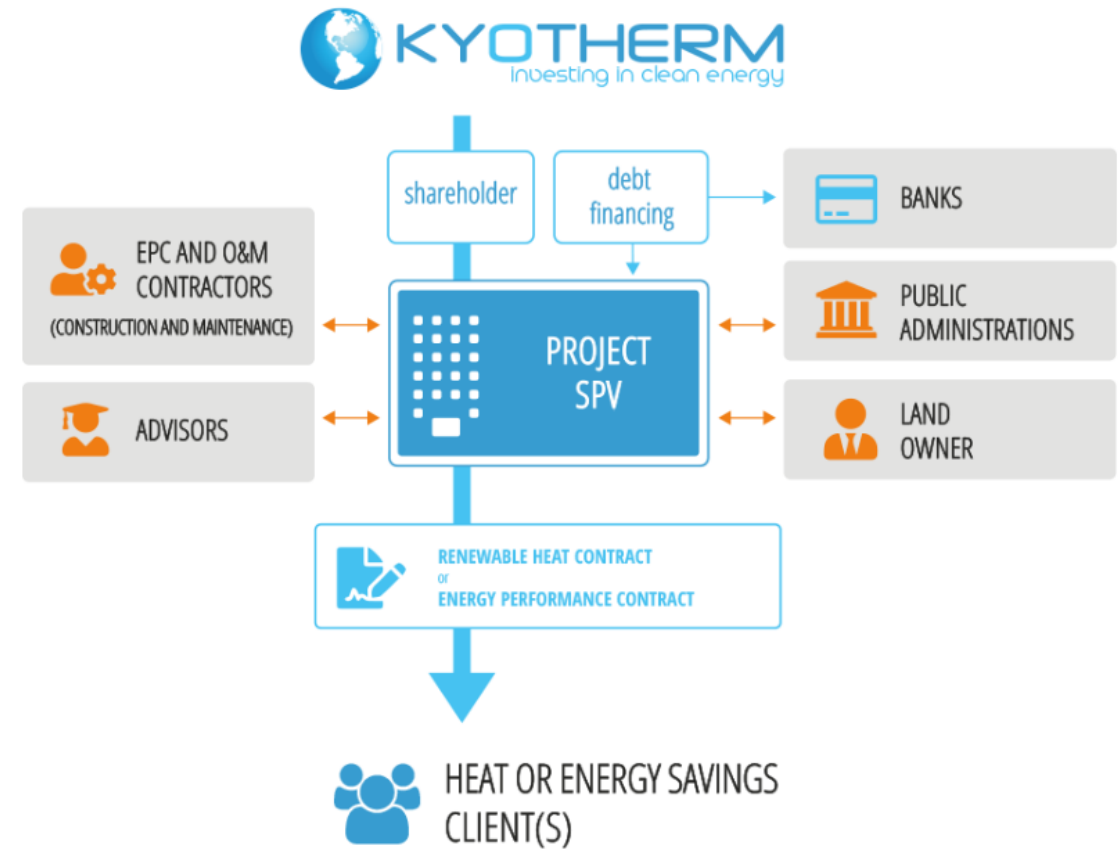 KYOTHERM
investing in clean energy
shareholder
debt
financing
BANKS
EPC AND O&M
CONTRACTORS
(CONSTRUCTION AND MAINTENANCE)
PUBLIC
ADMINISTRATIONS
PROJECT
SPV
ADVISORS
LAND
OWNER
RENEWABLE HEAT CONTRACT
or
ENERGY PERFORMANCE CONTRACT
HEAT OR ENERGY SAVINGS
CLIENT(S)